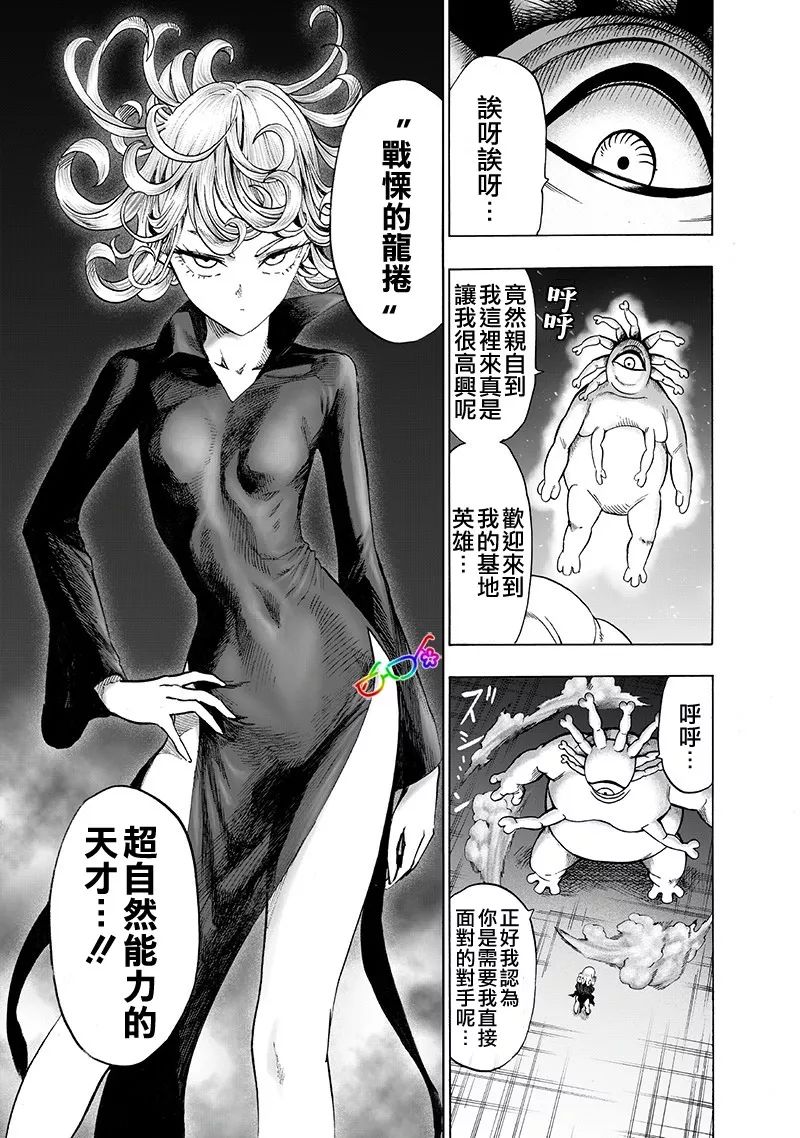 誒呀誒呀…
呼呼
竟然親自到
我這裡來真是
讓我很高興呢
歡迎來到
我的基地
英雄…
呼呼…
ズズ…
正好我認為
你是需要我直接
面對的對手呢…
"戰慄的龍捲"
超自然能力的
天才…!!